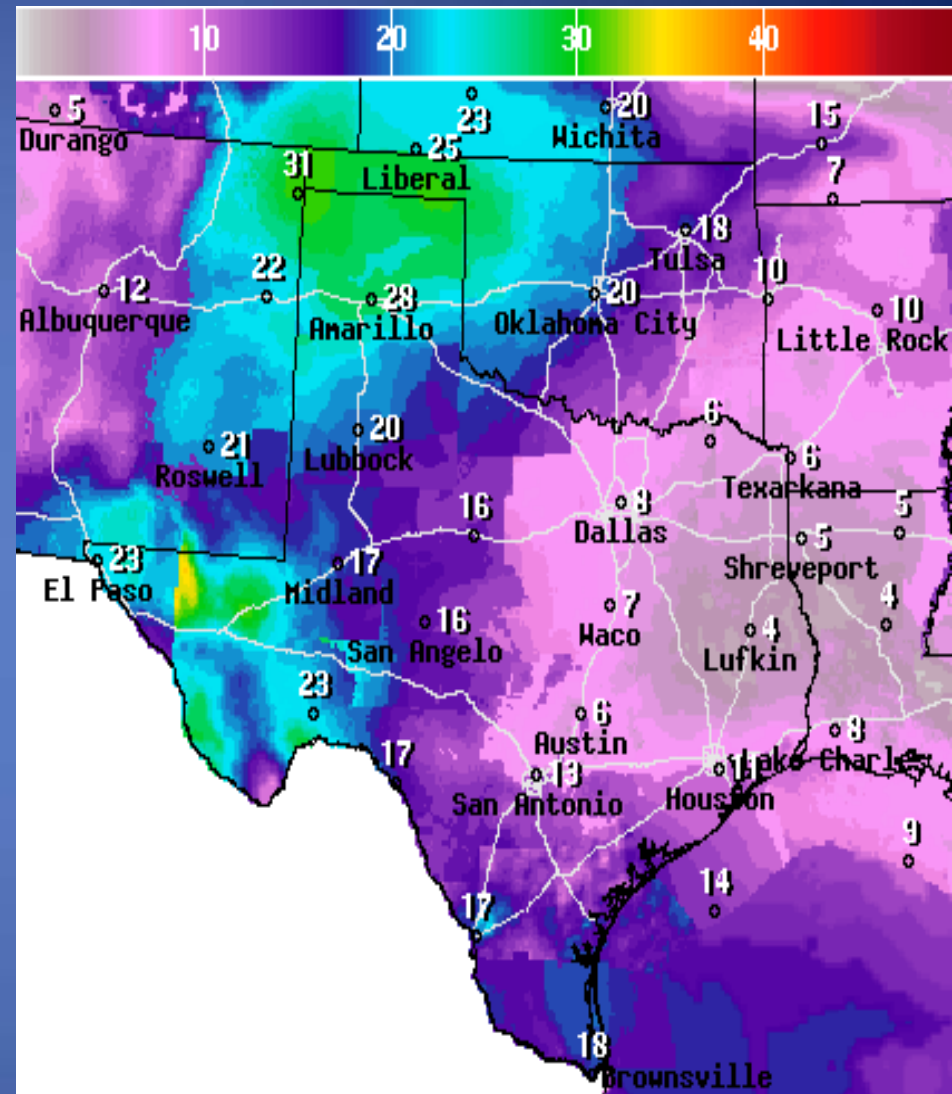 10 20 30 40
5
Durango
23
20
Wichita
15
25
Liberal
31
7
18
Tulsa
12
Albuquerque
22
28
Amarillo
20
Oklahoma City
10
10
Little Rock
21
Roswell
20
Lubbock
6
6
Texarkana
16
8
Dallas
5
Shreveport
5
23
El Paso
17
Midland
16
San Angelo
7
Waco
4
Lufkin
4
23
6
Austin
8
Lake Charles
17
13
San Antonio
11
Houston
9
14
17
18
Brownsville